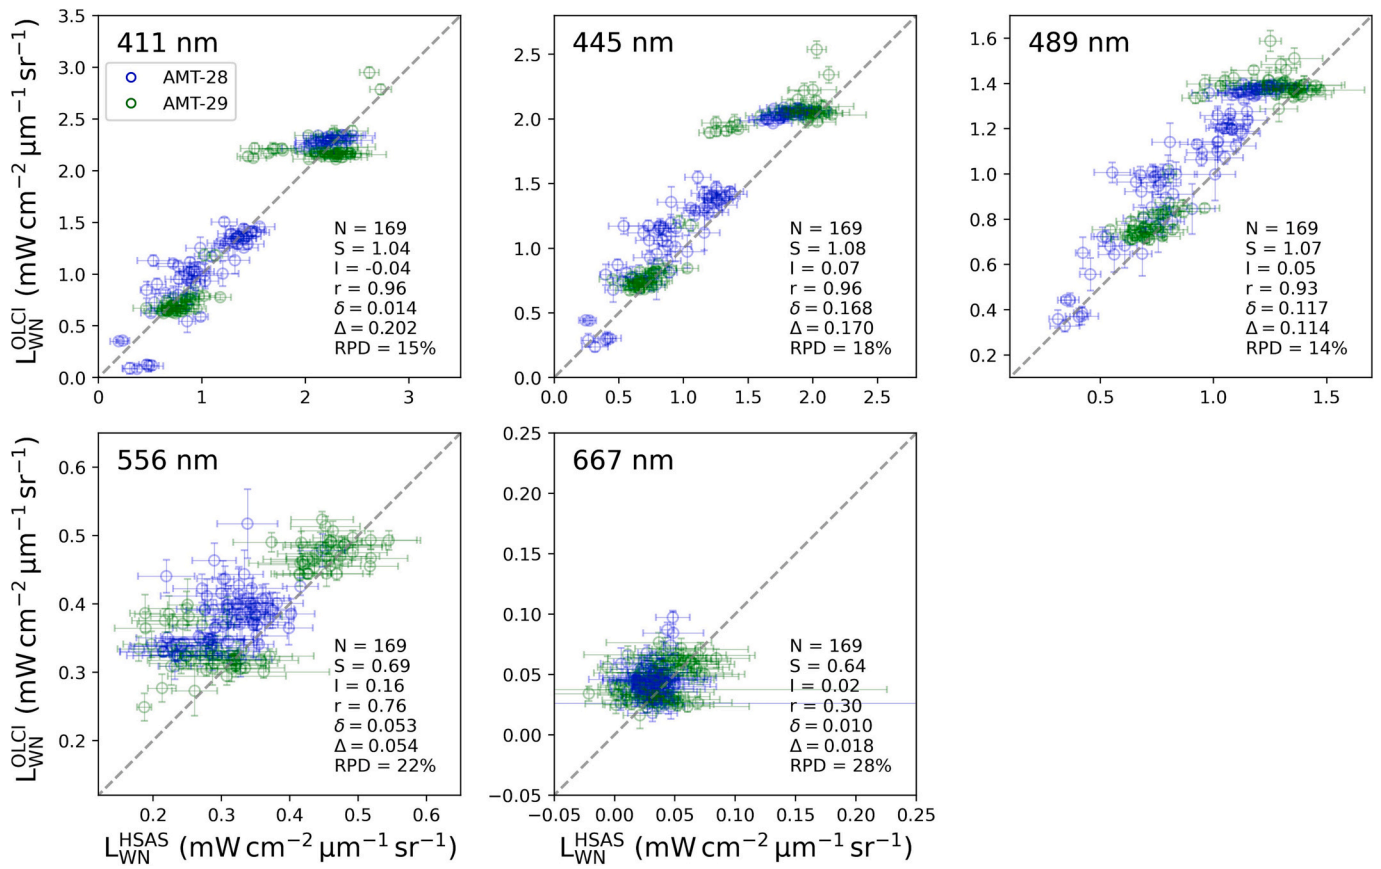 411 nm
AMT-28
AMT-29
N = 169
S = 1.04
I = -0.04
r = 0.96
δ = 0.014
Δ = 0.202
RPD = 15%
0.0
0.5
1.0
1.5
2.0
2.5
3.0
3.5
0
1
2
3
L_WN^OLCI (mW cm⁻² µm⁻¹ sr⁻¹)
445 nm
N = 169
S = 1.08
I = 0.07
r = 0.96
δ = 0.168
Δ = 0.170
RPD = 18%
0.0
0.5
1.0
1.5
2.0
2.5
0.0
0.5
1.0
1.5
2.0
2.5
489 nm
N = 169
S = 1.07
I = 0.05
r = 0.93
δ = 0.117
Δ = 0.114
RPD = 14%
0.2
0.4
0.6
0.8
1.0
1.2
1.4
1.6
0.5
1.0
1.5
556 nm
N = 169
S = 0.69
I = 0.16
r = 0.76
δ = 0.053
Δ = 0.054
RPD = 22%
0.2
0.3
0.4
0.5
0.6
0.2
0.3
0.4
0.5
0.6
L_WN^OLCI (mW cm⁻² µm⁻¹ sr⁻¹)
L_WN^HSAS (mW cm⁻² µm⁻¹ sr⁻¹)
667 nm
N = 169
S = 0.64
I = 0.02
r = 0.30
δ = 0.010
Δ = 0.018
RPD = 28%
−0.05
0.00
0.05
0.10
0.15
0.20
0.25
−0.05
0.00
0.05
0.10
0.15
0.20
0.25
L_WN^HSAS (mW cm⁻² µm⁻¹ sr⁻¹)